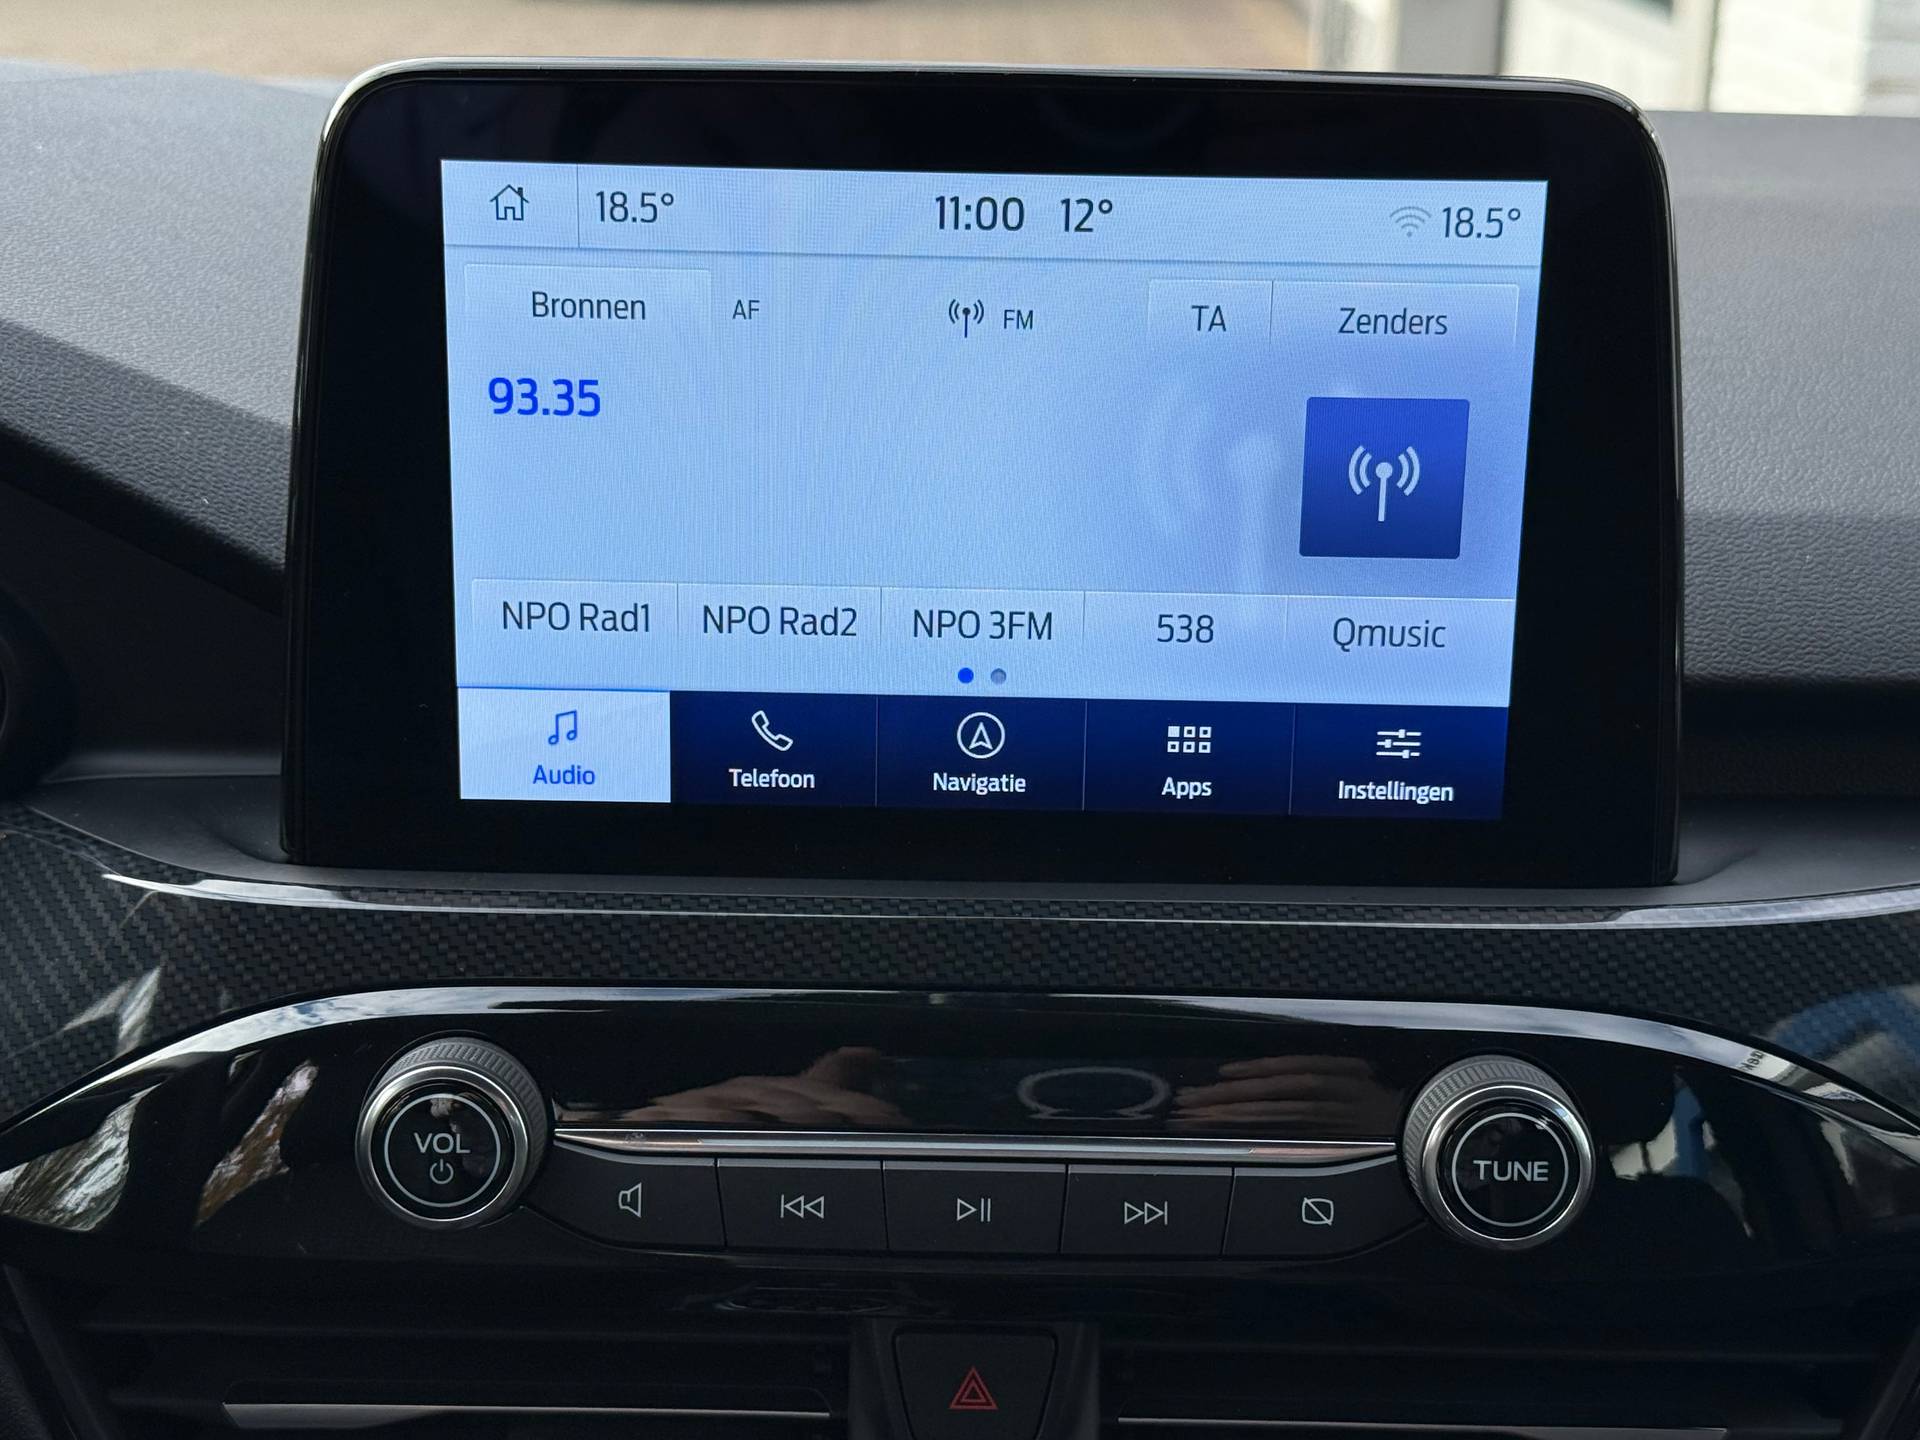 18.5° 11:00 12° 18.5°
Bronnen AF FM TA Zenders
93.35
NPO Rad1 NPO Rad2 NPO 3FM 538 Qmusic
Audio Telefoon Navigatie Apps Instellingen
VOL TUNE